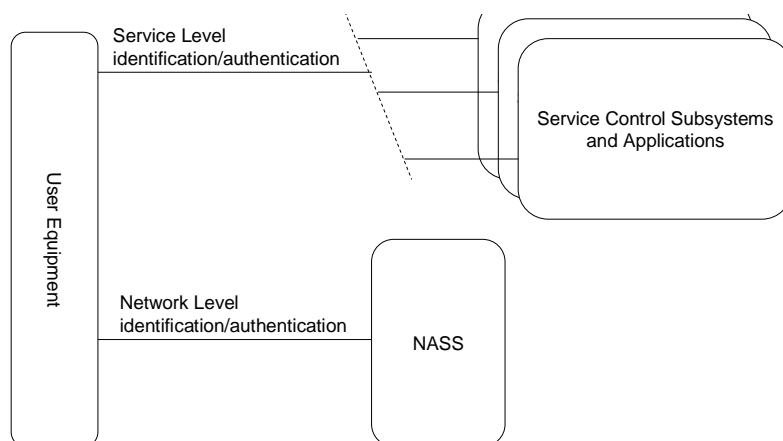 Service Level
identification/authentication
Service Control Subsystems
and Applications
User Equipment
Network Level
identification/authentication
NASS